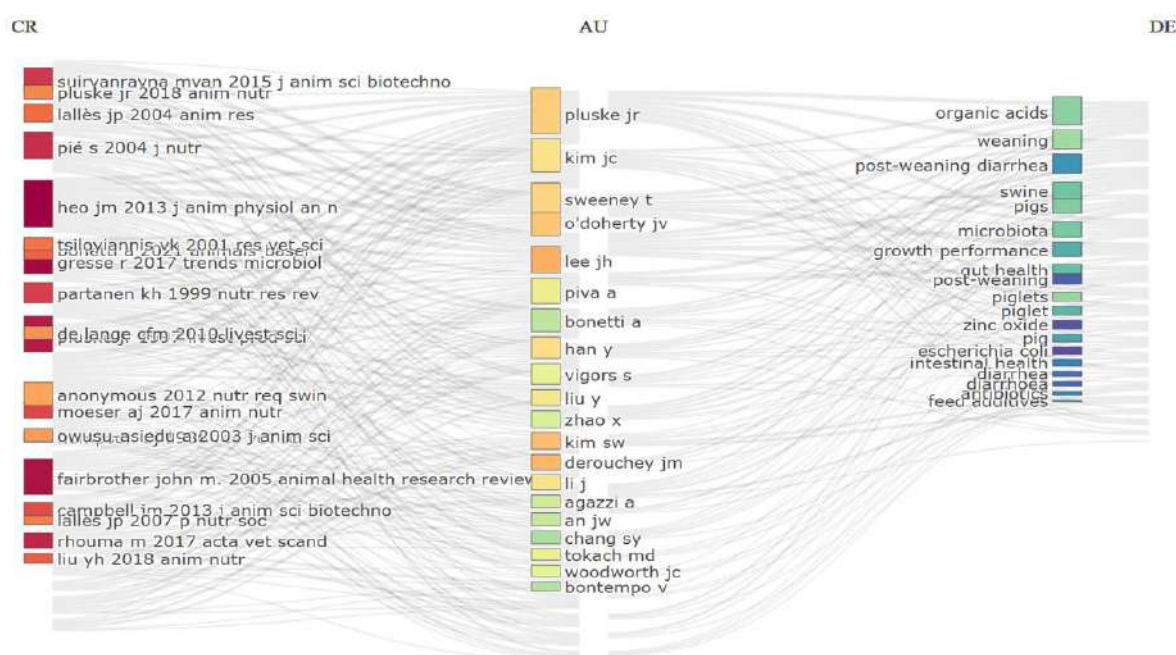 CR
AU
DE
suiryanrayna mvan 2015 j anim sci biotechno
pluske jr 2018 anim nutr
lallès jp 2004 anim res
pié s 2004 j nutr
heo jm 2013 j anim physiol an n
tsiloyiannis vk 2001 res vet sci
bonetti a 2021 animals-basel
gresse r 2017 trends microbiol
partanen kh 1999 nutr res rev
de lange cfm 2010 livest sci
anonymous 2012 nutr req swin
moeser aj 2017 anim nutr
owusu-asiedu a 2003 j anim sci
fairbrother john m. 2005 animal health research review
campbell jm 2013 j anim sci biotechno
lallès jp 2007 p nutr soc
rhouma m 2017 acta vet scand
liu yh 2018 anim nutr
pluske jr
kim jc
sweeney t
o'doherty jv
lee jh
piva a
bonetti a
han y
vigors s
liu y
zhao x
kim sw
derouchey jm
li j
agazzi a
an jw
chang sy
tokach md
woodworth jc
bontempo v
organic acids
weaning
post-weaning diarrhea
swine
pigs
microbiota
growth performance
gut health
post-weaning
piglets
piglet
zinc oxide
pig
escherichia coli
intestinal health
diarrhea
diarrhoea
antibiotics
feed additives